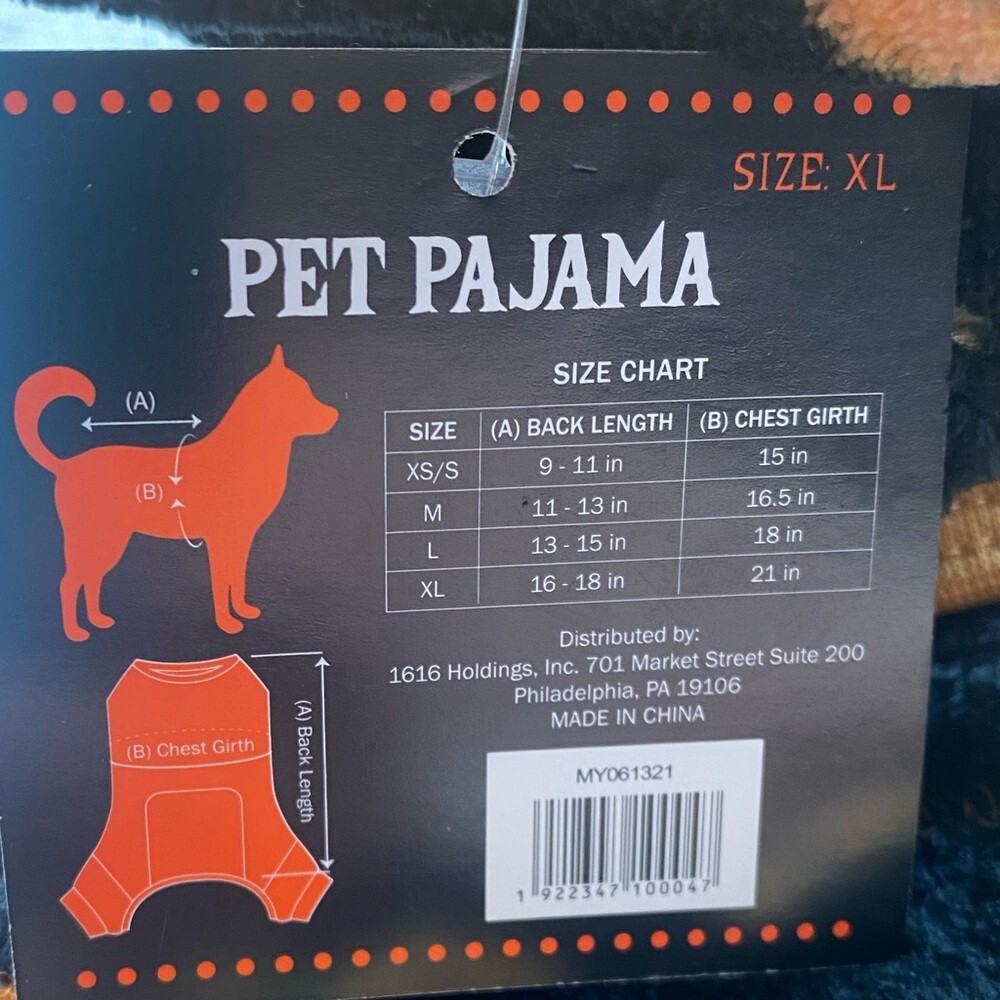 SIZE: XL
PET PAJAMA
(A)
(B)
SIZE CHART
SIZE (A) BACK LENGTH (B) CHEST GIRTH
XS/S 9 - 11 in 15 in
M 11 - 13 in 16.5 in
L 13 - 15 in 18 in
XL 16 - 18 in 21 in
Distributed by:
1616 Holdings, Inc. 701 Market Street Suite 200
Philadelphia, PA 19106
MADE IN CHINA
(B) Chest Girth
(A) Back Length
MY061321
1 922347 100047